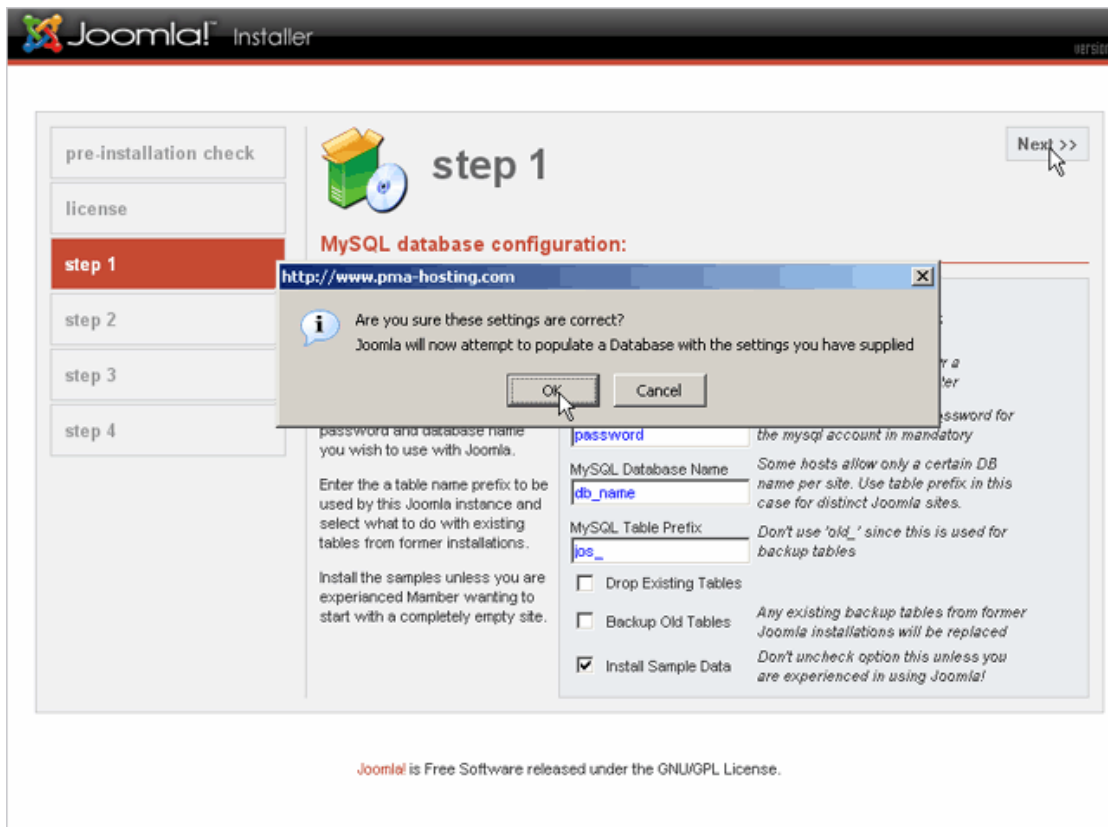 Joomla! Installer
version
pre-installation check
license
step 1
step 2
step 3
step 4
step 1
Next >>
MySQL database configuration:
http://www.pma-hosting.com
Are you sure these settings are correct?
Joomla will now attempt to populate a Database with the settings you have supplied
OK
Cancel
password and database name
you wish to use with Joomla.
Enter the a table name prefix to be
used by this Joomla instance and
select what to do with existing
tables from former installations.
Install the samples unless you are
experianced Mamber wanting to
start with a completely empty site.
password
the mysql account in mandatory
MySQL Database Name
db_name
Some hosts allow only a certain DB
name per site. Use table prefix in this
case for distinct Joomla sites.
MySQL Table Prefix
jos_
Don't use 'old_' since this is used for
backup tables
Drop Existing Tables
Backup Old Tables
Any existing backup tables from former
Joomla installations will be replaced
Install Sample Data
Don't uncheck option this unless you
are experienced in using Joomla!
Joomla! is Free Software released under the GNU/GPL License.